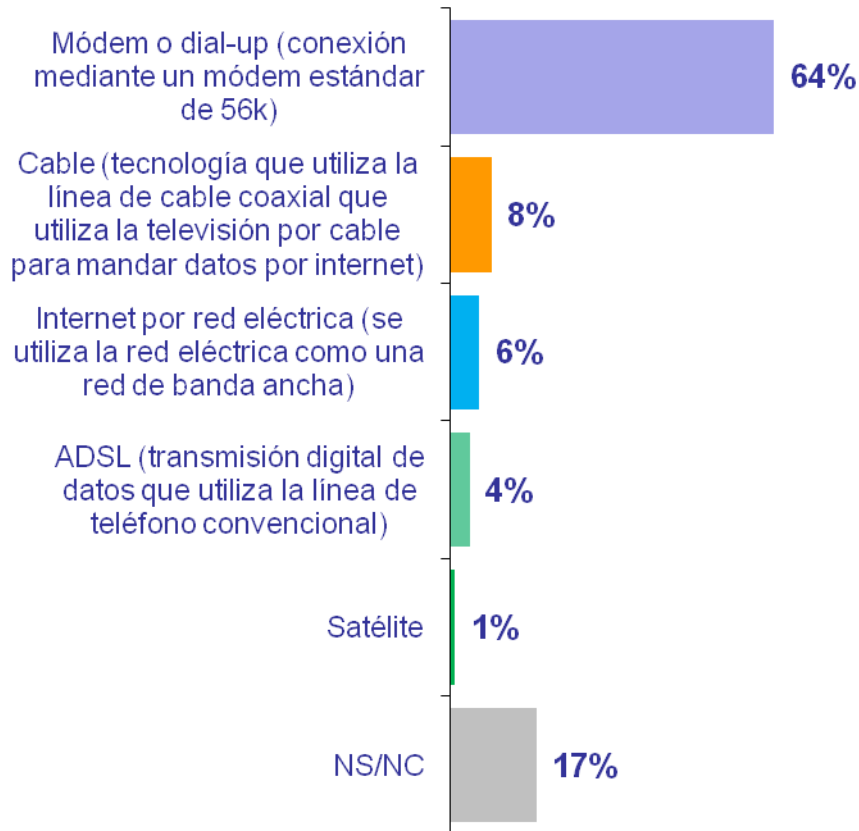 Módem o dial-up (conexión
mediante un módem estándar
de 56k)
64%
Cable (tecnología que utiliza la
línea de cable coaxial que
utiliza la televisión por cable
para mandar datos por internet)
8%
Internet por red eléctrica (se
utiliza la red eléctrica como una
red de banda ancha)
6%
ADSL (transmisión digital de
datos que utiliza la línea de
teléfono convencional)
4%
Satélite
1%
NS/NC
17%